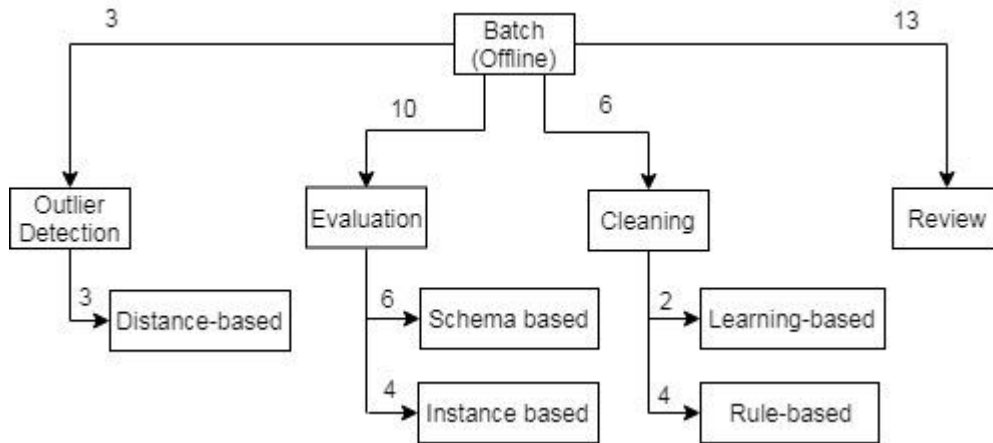 3
Batch
(Offline)
13
10
6
Outlier
Detection
Evaluation
Cleaning
Review
3
Distance-based
6
Schema based
2
Learning-based
4
Instance based
4
Rule-based